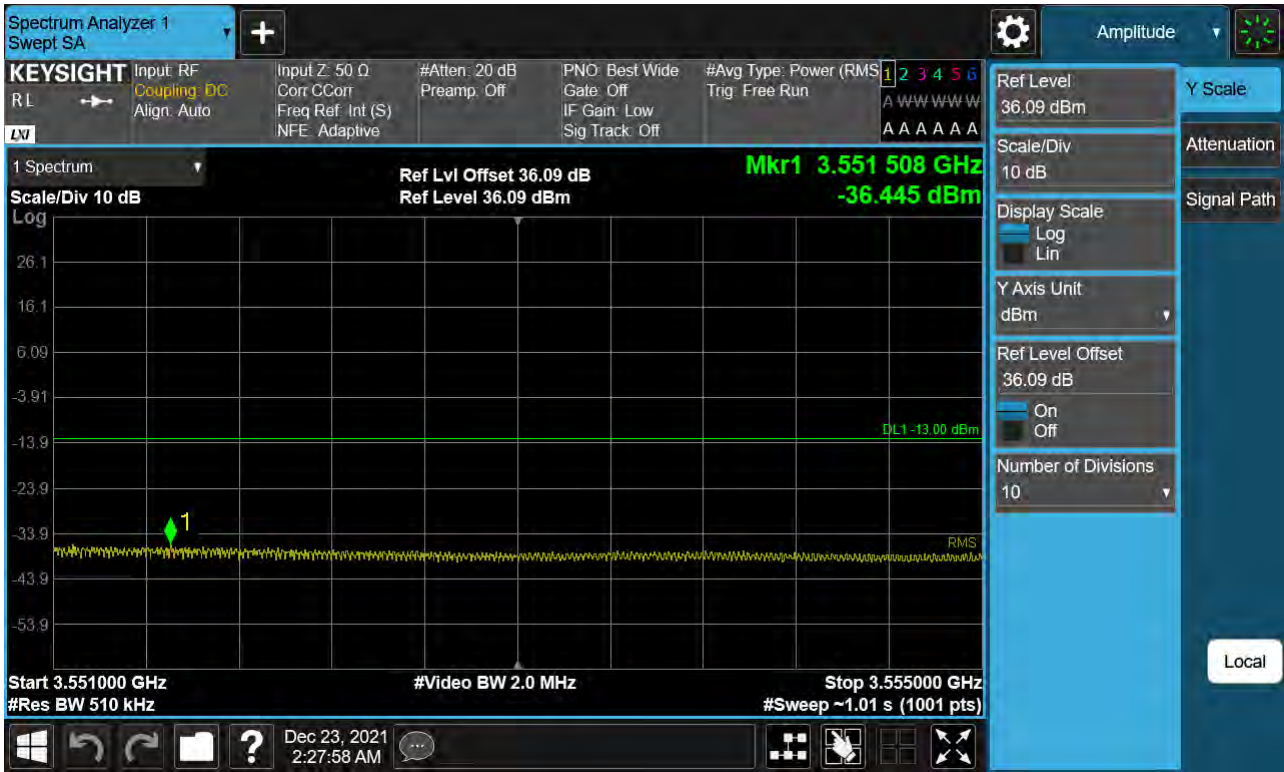 Spectrum Analyzer 1
Swept SA
+
Amplitude
KEYSIGHT
RL
LXI
Input: RF
Coupling: DC
Align: Auto
Input Z: 50 Ω
Corr CCorr
Freq Ref: Int (S)
NFE: Adaptive
#Atten: 20 dB
Preamp: Off
PNO: Best Wide
Gate: Off
IF Gain: Low
Sig Track: Off
#Avg Type: Power (RMS
Trig: Free Run
1 2 3 4 5 6
A W W W W W
A A A A A A
1 Spectrum
Scale/Div 10 dB
Log
Ref Lvl Offset 36.09 dB
Ref Level 36.09 dBm
Mkr1 3.551 508 GHz
-36.445 dBm
26.1
16.1
6.09
-3.91
-13.9
-23.9
-33.9
-43.9
-53.9
DL1 -13.00 dBm
1
RMS
Start 3.551000 GHz
#Res BW 510 kHz
#Video BW 2.0 MHz
Stop 3.555000 GHz
#Sweep ~1.01 s (1001 pts)
Ref Level
36.09 dBm
Scale/Div
10 dB
Display Scale
Log
Lin
Y Axis Unit
dBm
Ref Level Offset
36.09 dB
On
Off
Number of Divisions
10
Y Scale
Attenuation
Signal Path
Local
?
Dec 23, 2021
2:27:58 AM